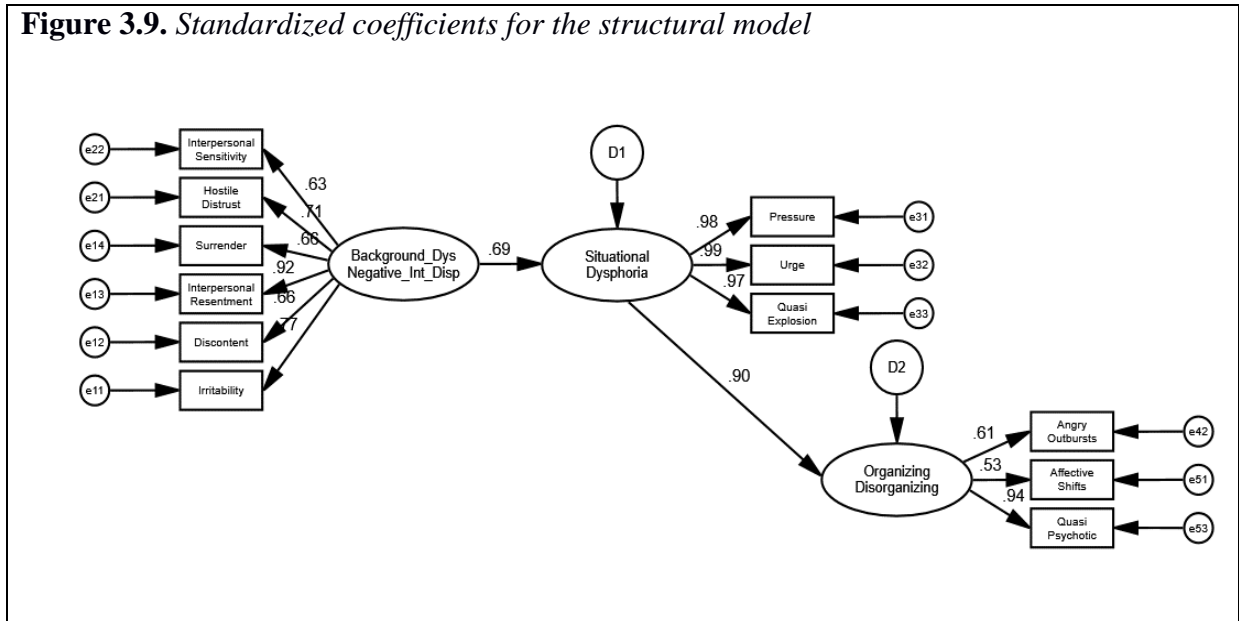 Figure 3.9. Standardized coefficients for the structural model
e22
Interpersonal
Sensitivity
e21
Hostile
Distrust
e14
Surrender
e13
Interpersonal
Resentment
e12
Discontent
e11
Irritability
.63
.71
.66
.92
.66
.77
Background_Dys
Negative_Int_Disp
.69
D1
Situational
Dysphoria
.98
.99
.97
Pressure
e31
Urge
e32
Quasi
Explosion
e33
.90
D2
Organizing
Disorganizing
.61
.53
.94
Angry
Outbursts
e42
Affective
Shifts
e51
Quasi
Psychotic
e53